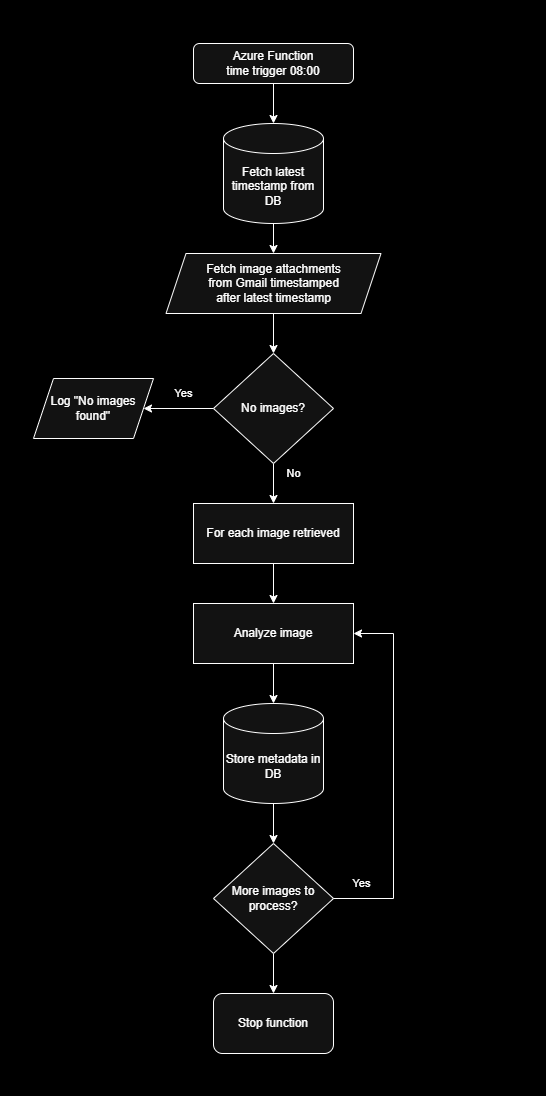 Azure Function
time trigger 08:00
Fetch latest
timestamp from
DB
Fetch image attachments
from Gmail timestamped
after latest timestamp
No images?
Yes
Log "No images
found"
No
For each image retrieved
Analyze image
Store metadata in
DB
More images to
process?
Yes
Stop function